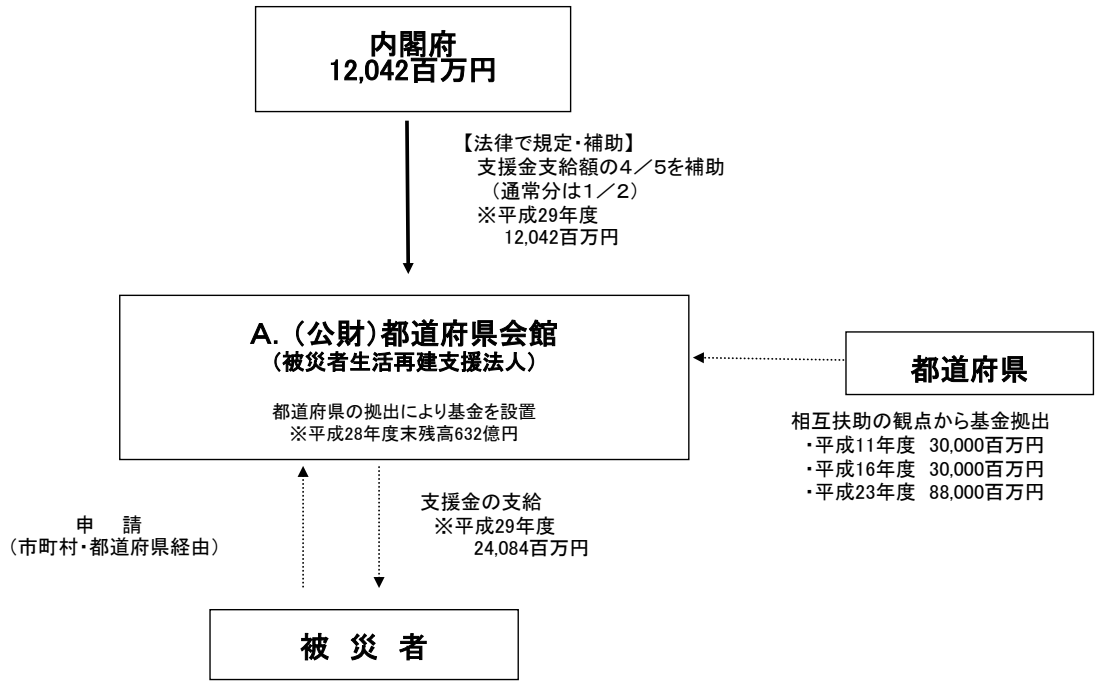 内閣府
12,042百万円
【法律で規定・補助】
支援金支給額の4/5を補助
(通常分は1/2)
※平成29年度
12,042百万円
A.(公財)都道府県会館
(被災者生活再建支援法人)
都道府県の拠出により基金を設置
※平成28年度末残高632億円
都道府県
相互扶助の観点から基金拠出
・平成11年度 30,000百万円
・平成16年度 30,000百万円
・平成23年度 88,000百万円
申 請
(市町村・都道府県経由)
支援金の支給
※平成29年度
24,084百万円
被 災 者